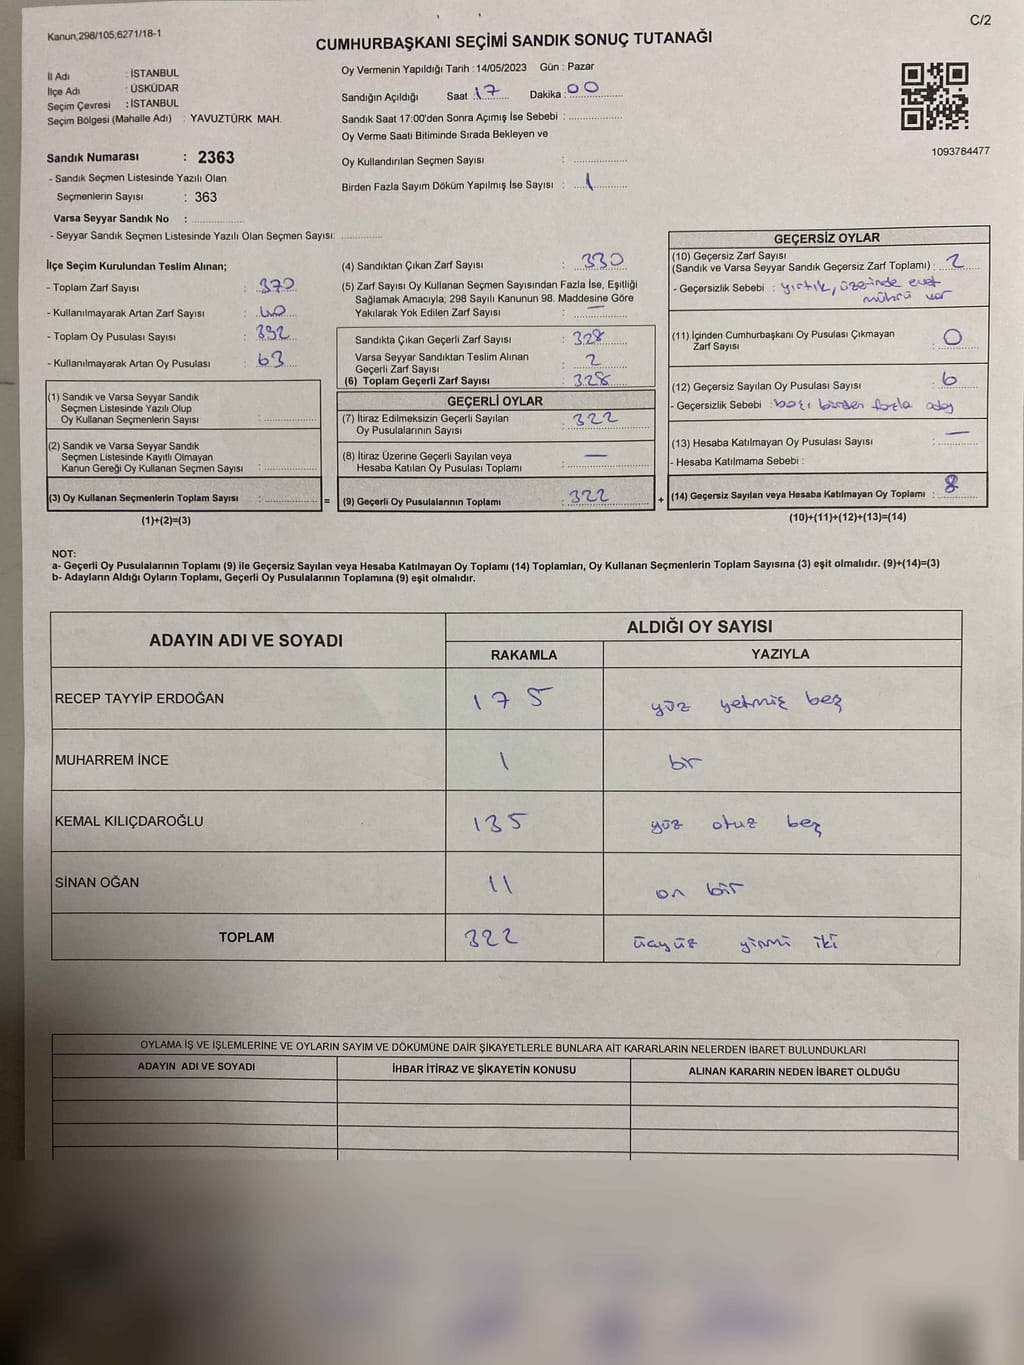 C/2
Kanun,298/105;6271/18-1
CUMHURBAŞKANI SEÇİMİ SANDIK SONUÇ TUTANAĞI
İl Adı : İSTANBUL
İlçe Adı : ÜSKÜDAR
Seçim Çevresi : İSTANBUL
Seçim Bölgesi (Mahalle Adı) : YAVUZTÜRK MAH.
Sandık Numarası : 2363
- Sandık Seçmen Listesinde Yazılı Olan
Seçmenlerin Sayısı : 363
Varsa Seyyar Sandık No :
- Seyyar Sandık Seçmen Listesinde Yazılı Olan Seçmen Sayısı:
Oy Vermenin Yapıldığı Tarih : 14/05/2023 Gün : Pazar
Sandığın Açıldığı Saat : 17 Dakika : 00
Sandık Saat 17:00'den Sonra Açımış İse Sebebi :
Oy Verme Saati Bitiminde Sırada Bekleyen ve
Oy Kullandırılan Seçmen Sayısı :
Birden Fazla Sayım Döküm Yapılmış İse Sayısı : 1
1093784477
İlçe Seçim Kurulundan Teslim Alınan;
- Toplam Zarf Sayısı : 370
- Kullanılmayarak Artan Zarf Sayısı : 40
- Toplam Oy Pusulası Sayısı : 392
- Kullanılmayarak Artan Oy Pusulası : 63
(1) Sandık ve Varsa Seyyar Sandık
Seçmen Listesinde Yazılı Olup
Oy Kullanan Seçmenlerin Sayısı :
(2) Sandık ve Varsa Seyyar Sandık
Seçmen Listesinde Kayıtlı Olmayan
Kanun Gereği Oy Kullanan Seçmen Sayısı :
(3) Oy Kullanan Seçmenlerin Toplam Sayısı : =
(1)+(2)=(3)
(4) Sandıktan Çıkan Zarf Sayısı : 330
(5) Zarf Sayısı Oy Kullanan Seçmen Sayısından Fazla İse, Eşitliği
Sağlamak Amacıyla; 298 Sayılı Kanunun 98. Maddesine Göre
Yakılarak Yok Edilen Zarf Sayısı : —
Sandıkta Çıkan Geçerli Zarf Sayısı : 328
Varsa Seyyar Sandıktan Teslim Alınan
Geçerli Zarf Sayısı : 2
(6) Toplam Geçerli Zarf Sayısı : 328
GEÇERLİ OYLAR
(7) İtiraz Edilmeksizin Geçerli Sayılan
Oy Pusulalarının Sayısı : 322
(8) İtiraz Üzerine Geçerli Sayılan veya
Hesaba Katılan Oy Pusulası Toplamı : —
(9) Geçerli Oy Pusulalarının Toplamı : 322 +
GEÇERSİZ OYLAR
(10) Geçersiz Zarf Sayısı
(Sandık ve Varsa Seyyar Sandık Geçersiz Zarf Toplamı) : 2
- Geçersizlik Sebebi : yırtık, üzerinde evet
mührü var
(11) İçinden Cumhurbaşkanı Oy Pusulası Çıkmayan
Zarf Sayısı : 0
(12) Geçersiz Sayılan Oy Pusulası Sayısı : 6
- Geçersizlik Sebebi : boş, birden fazla aday
(13) Hesaba Katılmayan Oy Pusulası Sayısı : —
- Hesaba Katılmama Sebebi :
(14) Geçersiz Sayılan veya Hesaba Katılmayan Oy Toplamı : 8
(10)+(11)+(12)+(13)=(14)
NOT:
a- Geçerli Oy Pusulalarının Toplamı (9) ile Geçersiz Sayılan veya Hesaba Katılmayan Oy Toplamı (14) Toplamları, Oy Kullanan Seçmenlerin Toplam Sayısına (3) eşit olmalıdır. (9)+(14)=(3)
b- Adayların Aldığı Oyların Toplamı, Geçerli Oy Pusulalarının Toplamına (9) eşit olmalıdır.
ADAYIN ADI VE SOYADI
ALDIĞI OY SAYISI
RAKAMLA YAZIYLA
RECEP TAYYİP ERDOĞAN 175 yüz yetmiş beş
MUHARREM İNCE 1 bir
KEMAL KILIÇDAROĞLU 135 yüz otuz beş
SİNAN OĞAN 11 on bir
TOPLAM 322 üçyüz yirmi iki
OYLAMA İŞ VE İŞLEMLERİNE VE OYLARIN SAYIM VE DÖKÜMÜNE DAİR ŞİKAYETLERLE BUNLARA AİT KARARLARIN NELERDEN İBARET BULUNDUKLARI
ADAYIN ADI VE SOYADI İHBAR İTİRAZ VE ŞİKAYETİN KONUSU ALINAN KARARIN NEDEN İBARET OLDUĞU